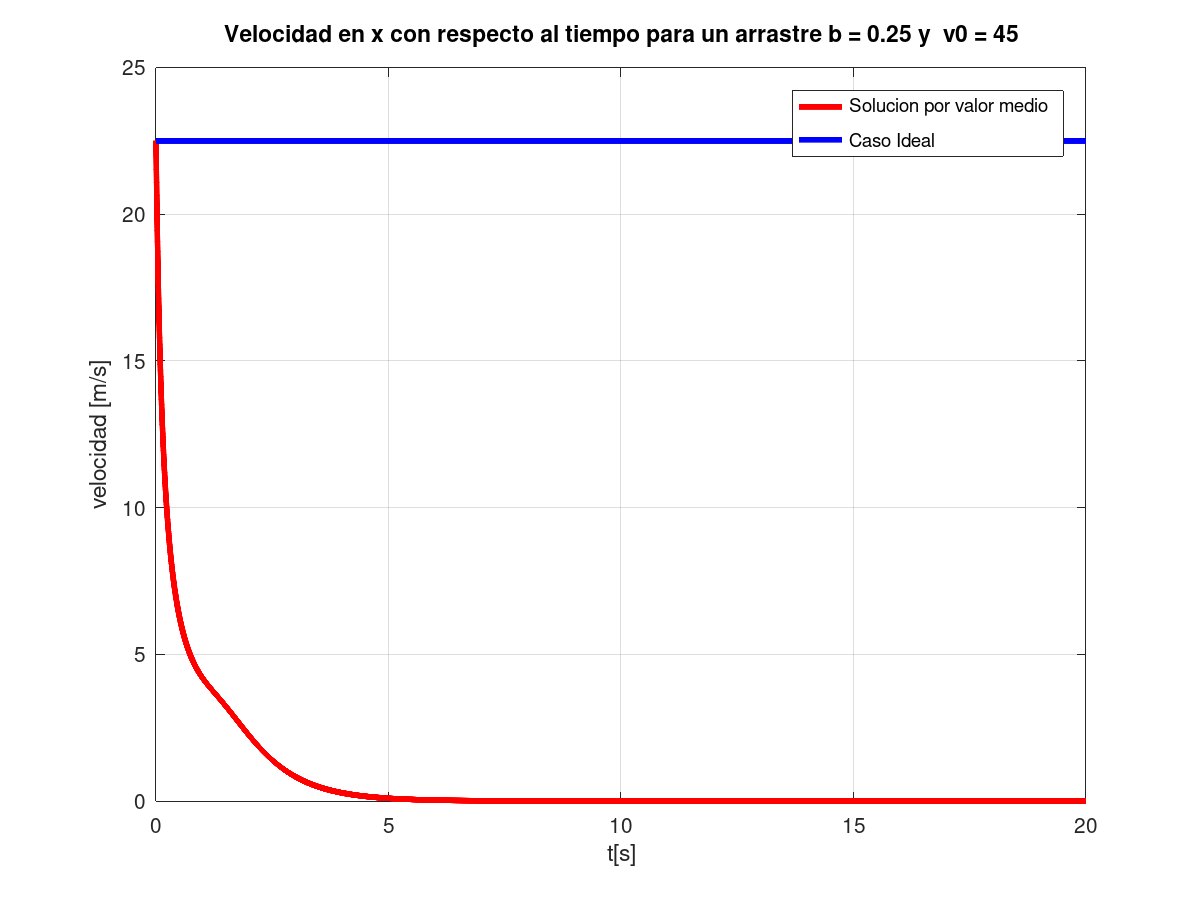 Velocidad en x con respecto al tiempo para un arrastre b = 0.25 y  v0 = 45
25
20
15
10
5
0
velocidad [m/s]
Solucion por valor medio
Caso Ideal
0
5
10
15
20
t[s]